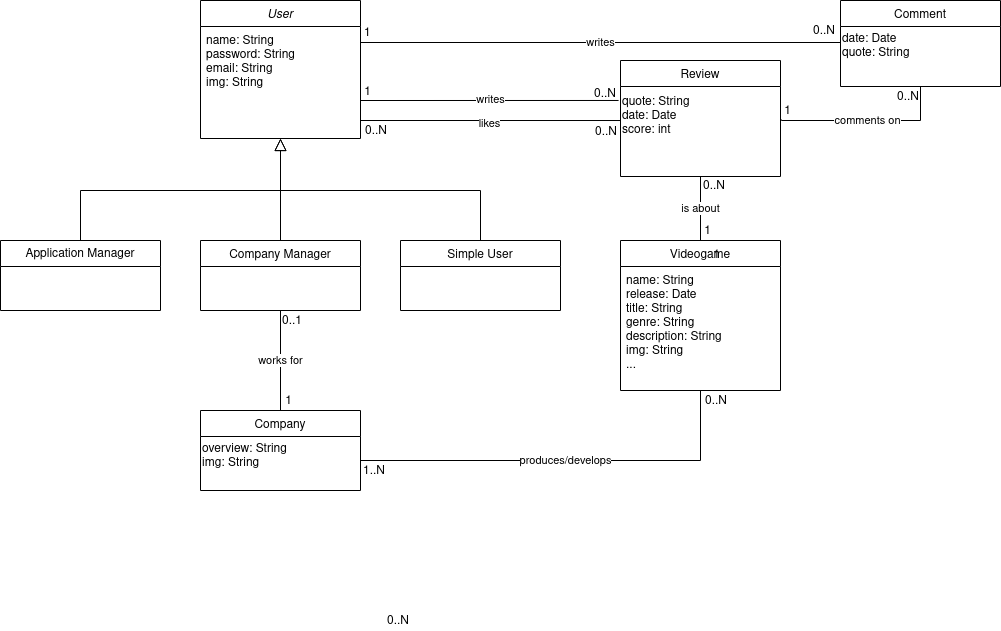 User
name: String
password: String
email: String
img: String
1
writes
0..N
Comment
date: Date
quote: String
1
writes
0..N
0..N
likes
0..N
Review
quote: String
date: Date
score: int
1
comments on
0..N
0..N
is about
1
Application Manager
Company Manager
Simple User
Videogame
name: String
release: Date
title: String
genre: String
description: String
img: String
...
0..1
works for
1
Company
overview: String
img: String
1..N
produces/develops
0..N
0..N